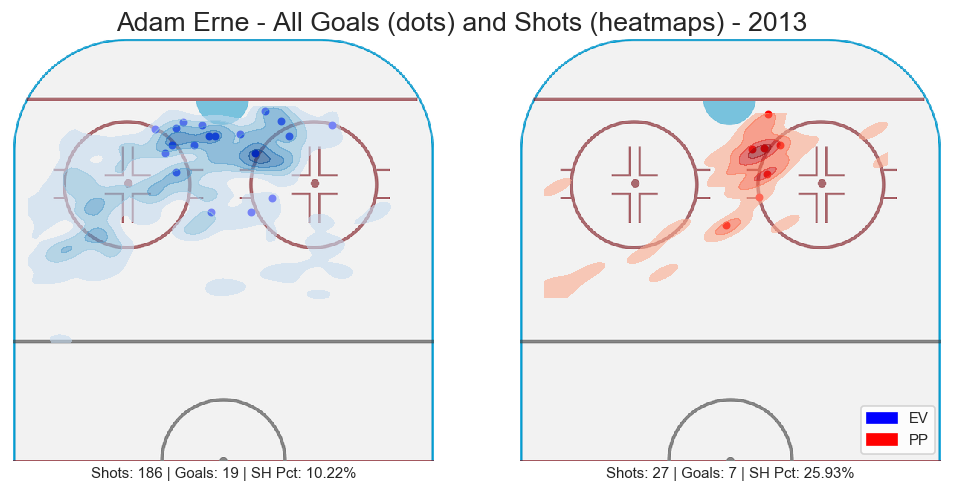 Adam Erne - All Goals (dots) and Shots (heatmaps) - 2013
EV
PP
Shots: 186 | Goals: 19 | SH Pct: 10.22%
Shots: 27 | Goals: 7 | SH Pct: 25.93%